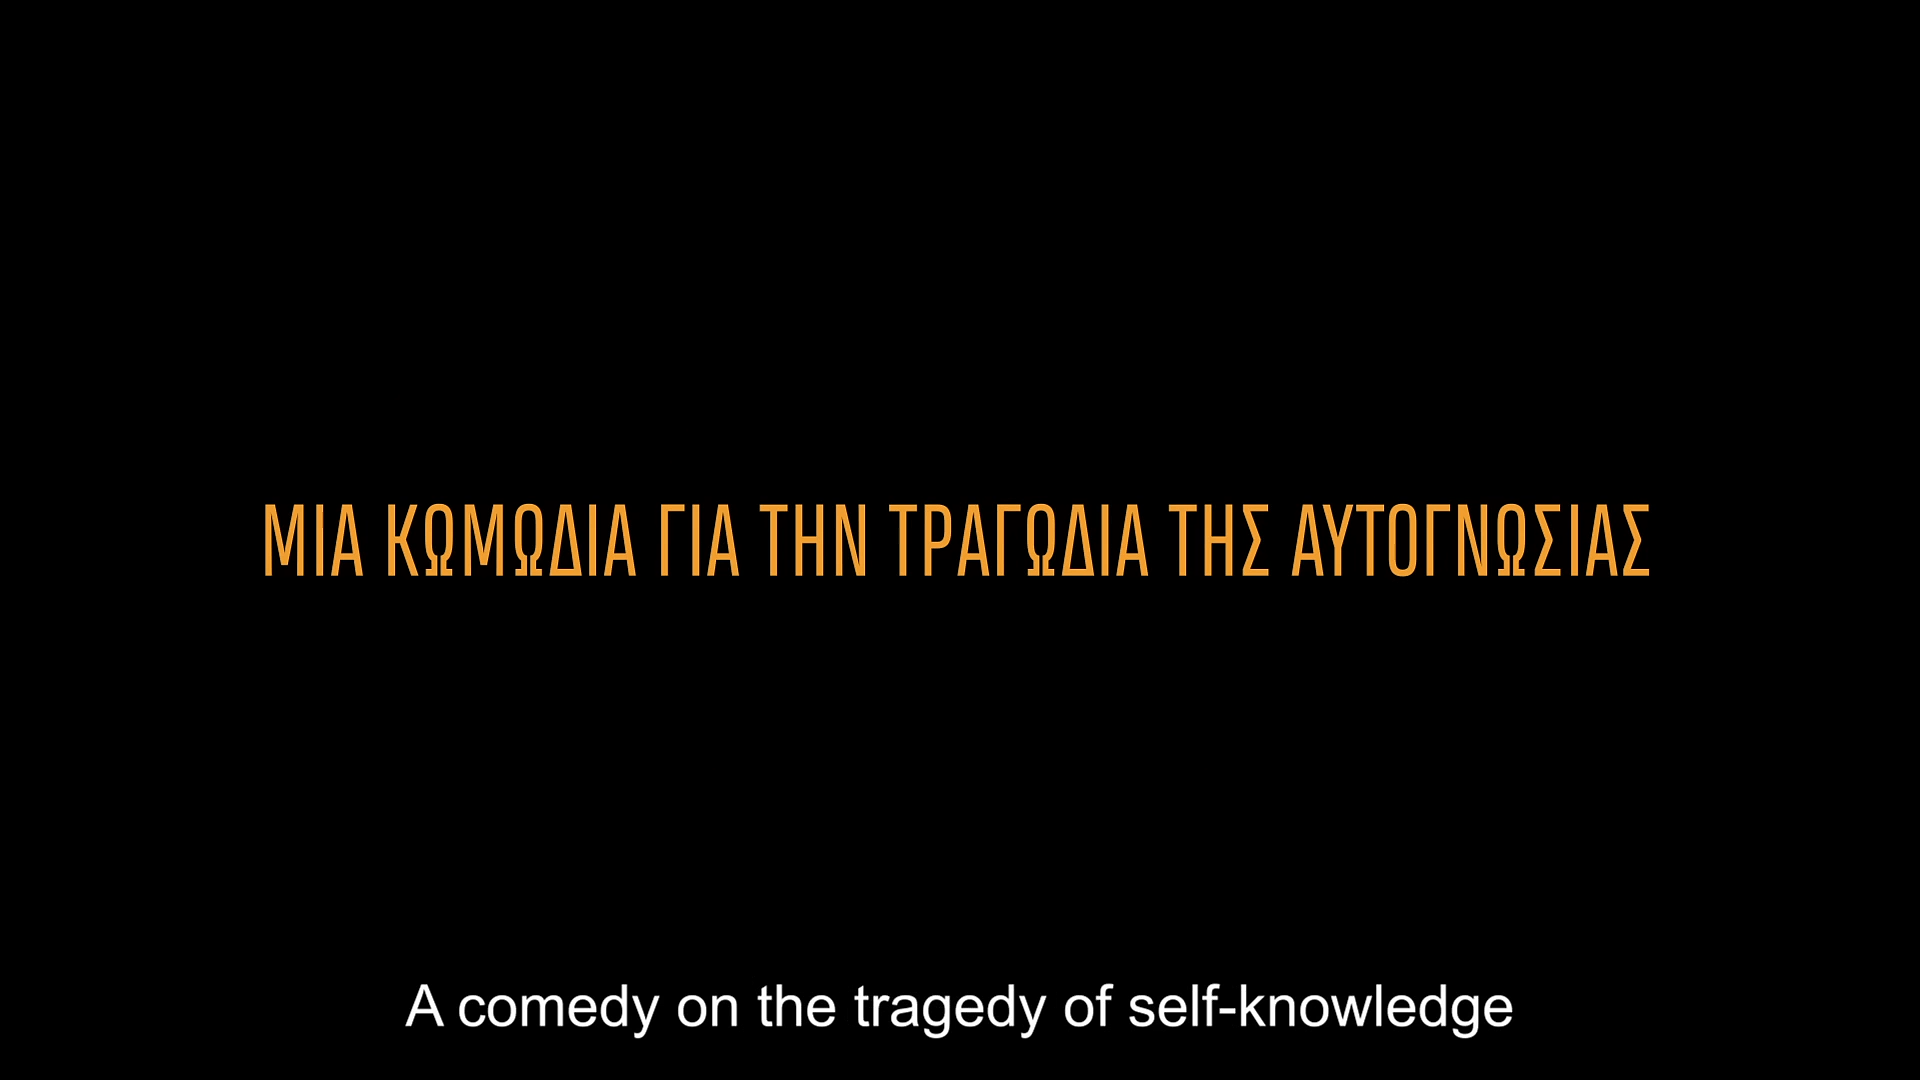 ΜΙΑ ΚΩΜΩΔΙΑ ΓΙΑ ΤΗΝ ΤΡΑΓΩΔΙΑ ΤΗΣ ΑΥΤΟΓΝΩΣΙΑΣ
A comedy on the tragedy of self-knowledge